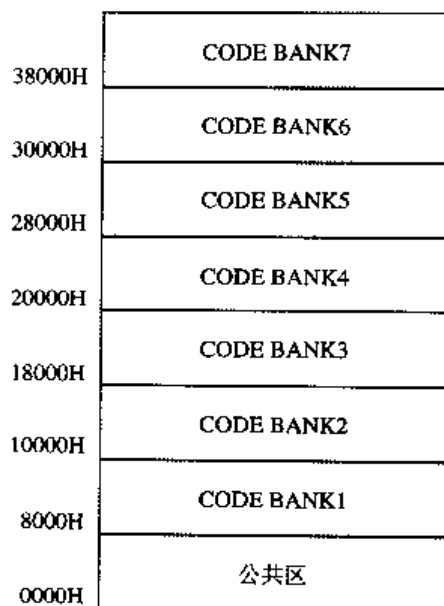 CODE BANK7
38000H
CODE BANK6
30000H
CODE BANK5
28000H
CODE BANK4
20000H
CODE BANK3
18000H
CODE BANK2
10000H
CODE BANK1
8000H
公共区
0000H